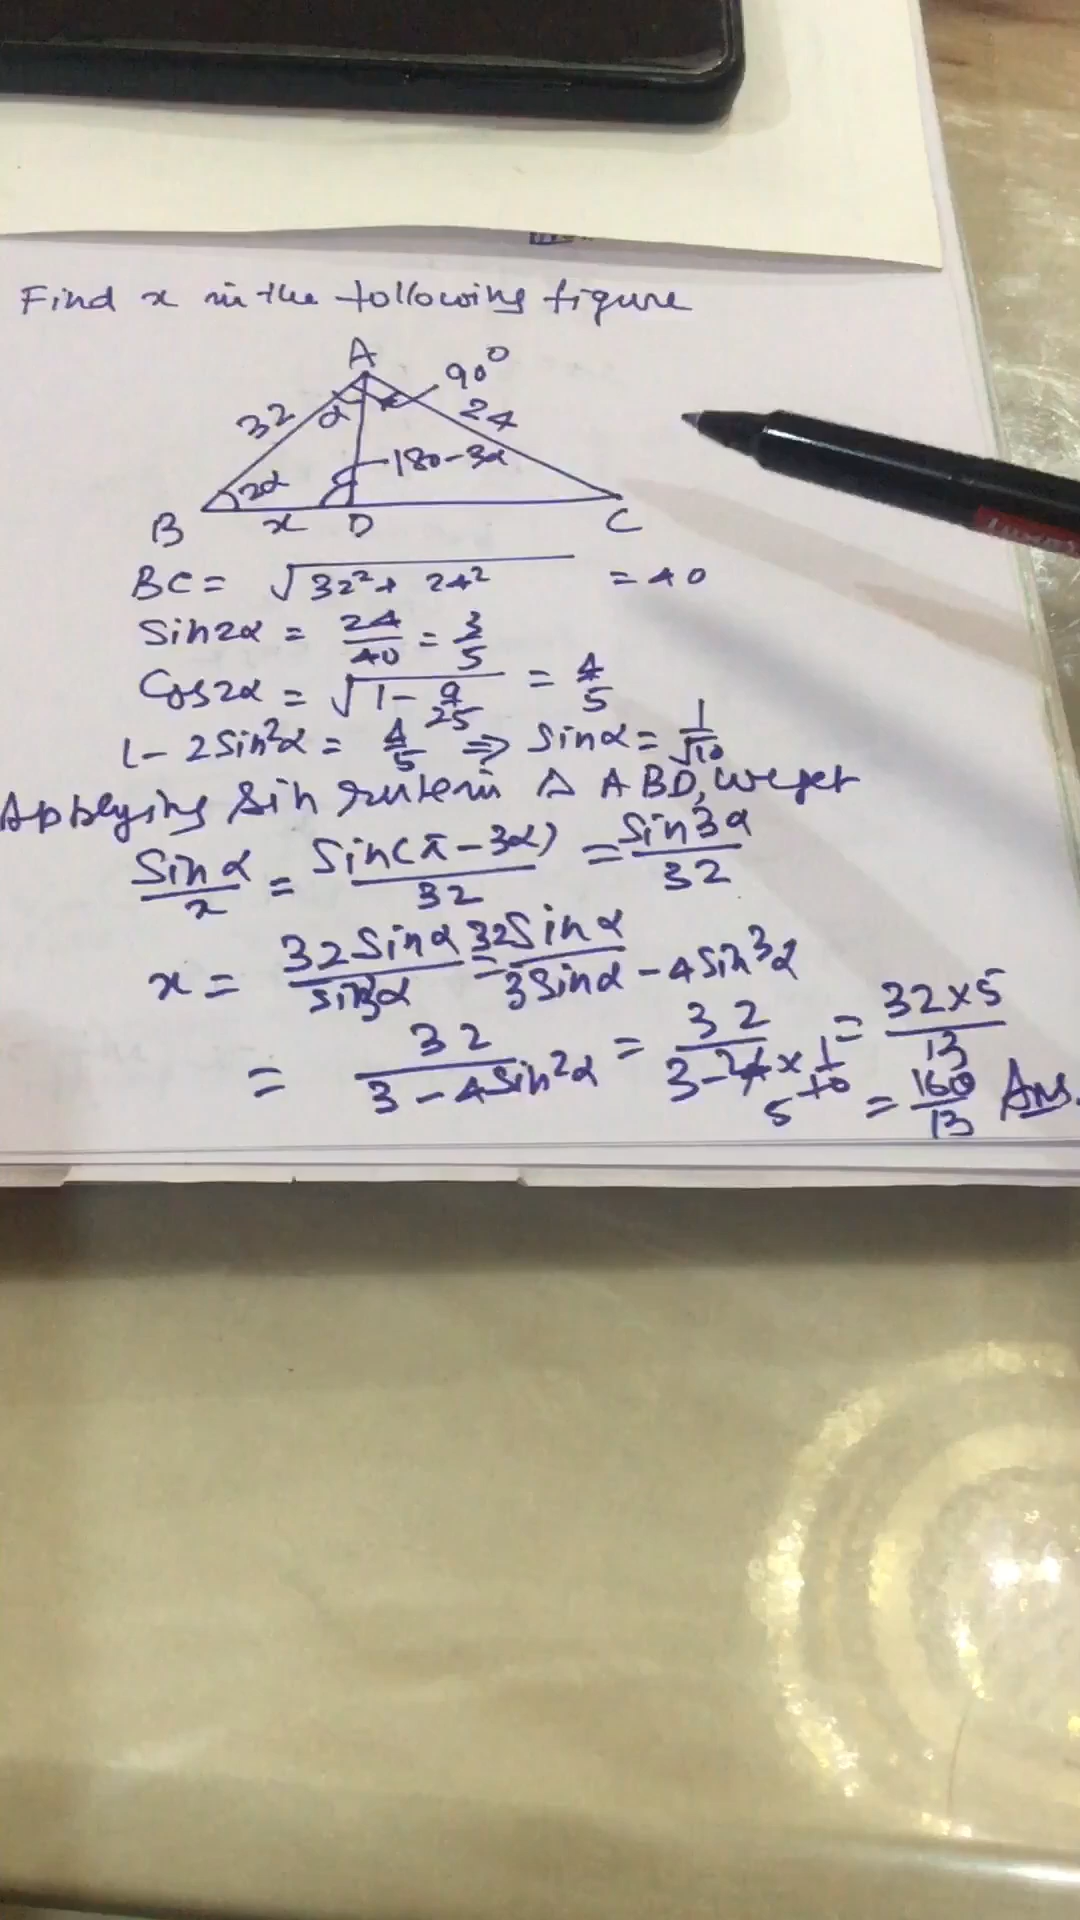 Find x in the following figure
A
90°
32
α
24
180-3α
2α
B x D C
BC = √32²+ 24² = 40
Sin2α = 24/40 = 3/5
Cos2α = √1-9/25 = 4/5
1-2Sin²α = 4/5 ⇒ Sinα = 1/√10
Applying Sin rule in △ ABD, we get
Sinα/x = Sin(π-3α)/32 = Sin3α/32
x = 32Sinα/Sin3α = 32Sinα/3Sinα-4Sin³α
= 32/3-4Sin²α = 32/3-4×1/10 = 32×5/13
= 160/13 Ans.